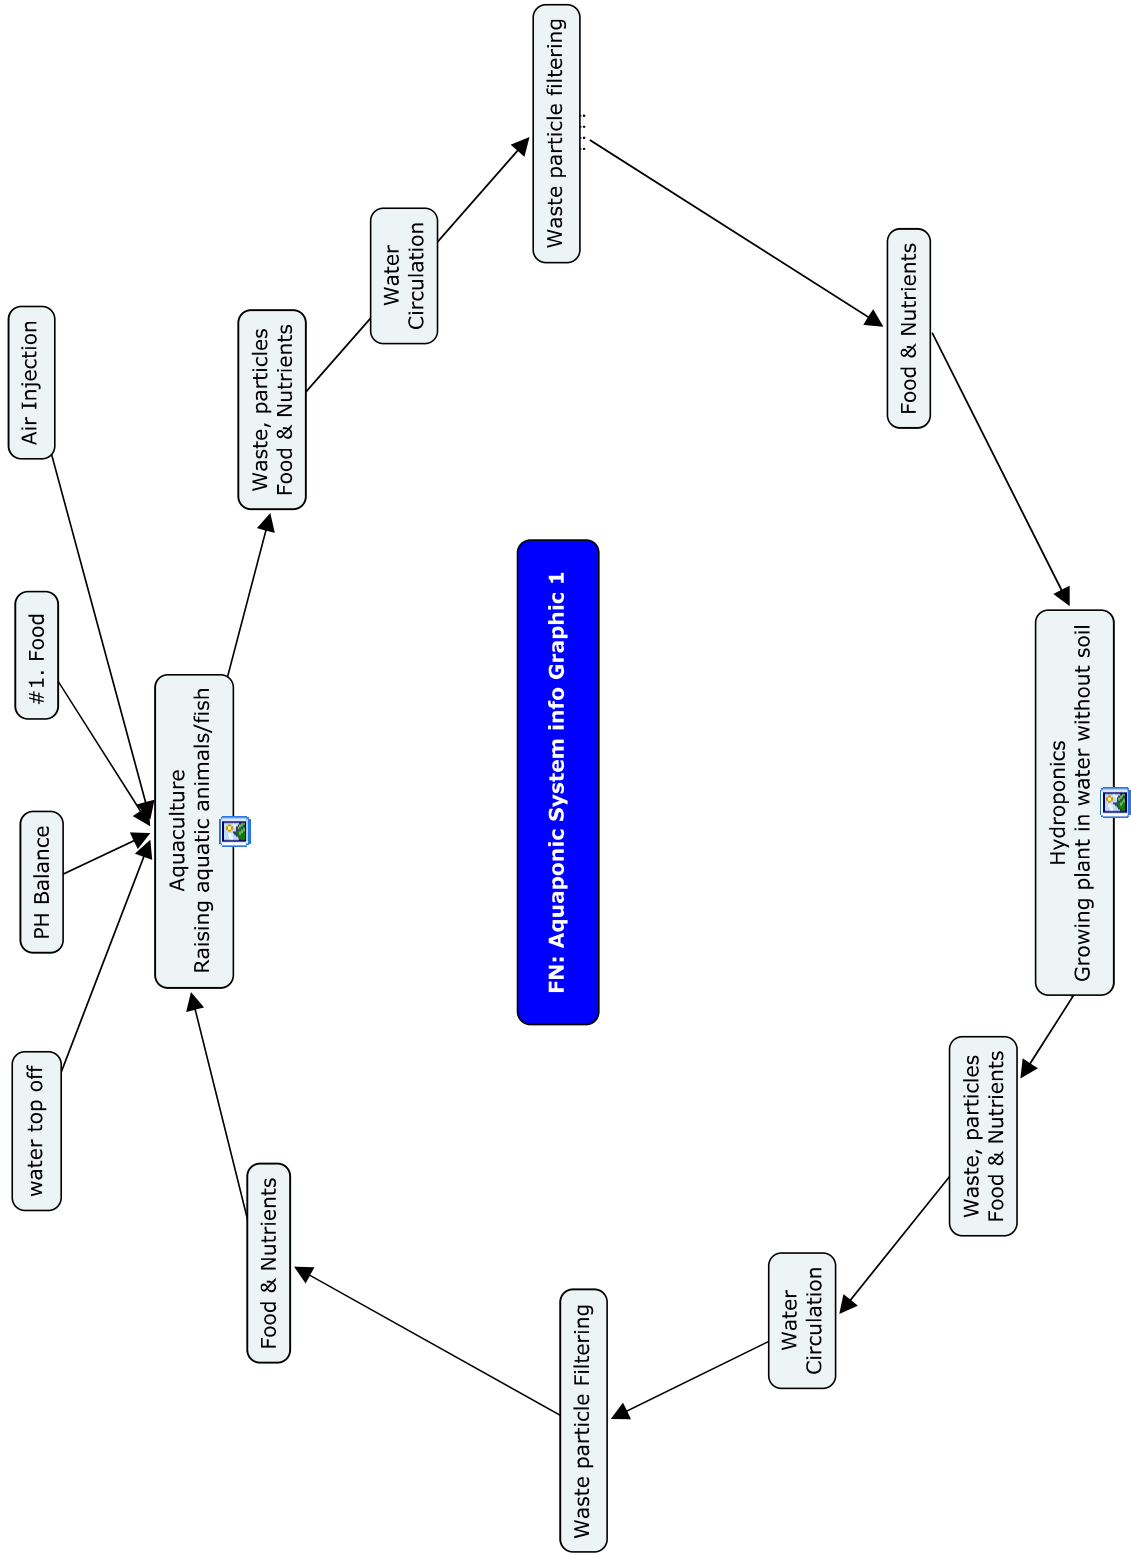 water top off
PH Balance
#1. Food
Air Injection
Aquaculture
Raising aquatic animals/fish
Food & Nutrients
Waste, particles
Food & Nutrients
Water
Circulation
Waste particle Filtering
FN: Aquaponic System info Graphic 1
Waste particle filtering
....
Water
Circulation
Food & Nutrients
Waste, particles
Food & Nutrients
Hydroponics
Growing plant in water without soil